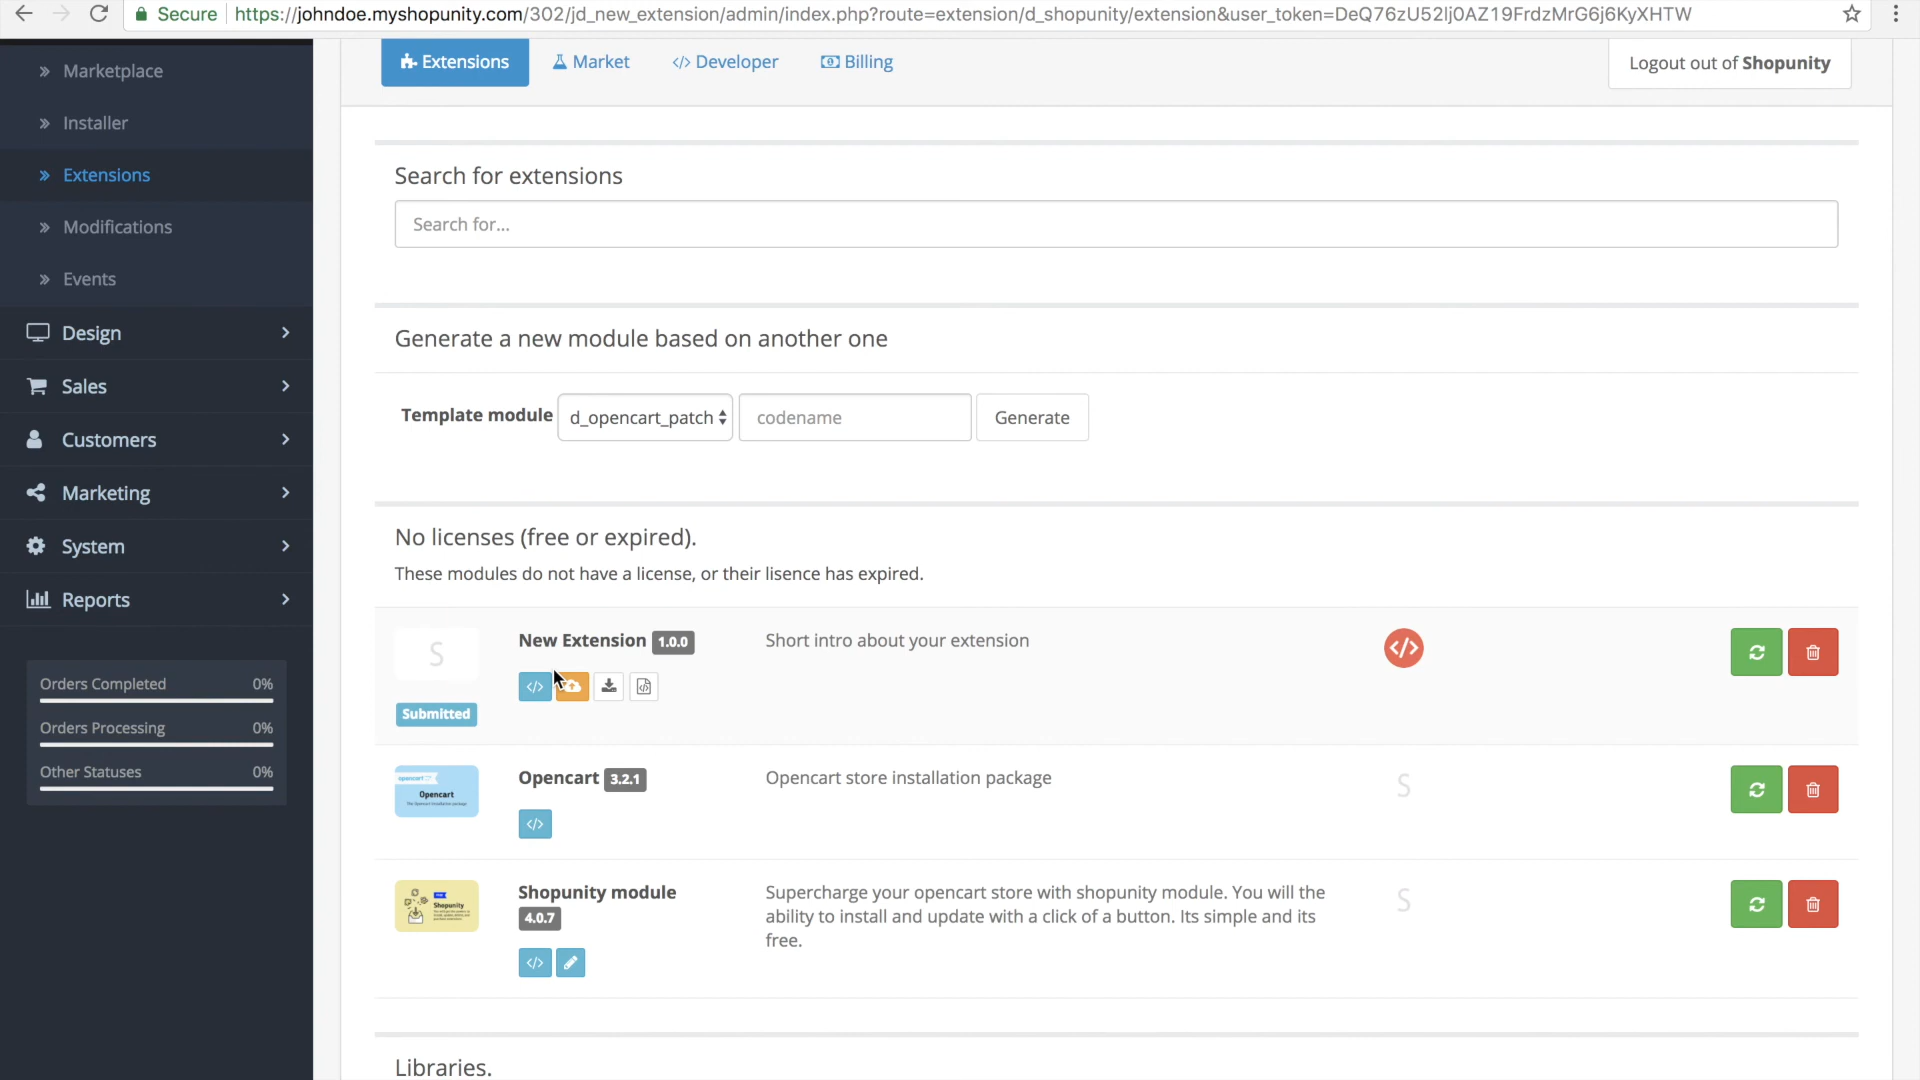 Secure
https://johndoe.myshopunity.com/302/jd_new_extension/admin/index.php?route=extension/d_shopunity/extension&user_token=DeQ76zU52lj0AZ19FrdzMrG6j6KyXHTW
» Marketplace
» Installer
» Extensions
» Modifications
» Events
Design
Sales
Customers
Marketing
System
Reports
Orders Completed 0%
Orders Processing 0%
Other Statuses 0%
Extensions
Market
</> Developer
Billing
Logout out of Shopunity
Search for extensions
Search for...
Generate a new module based on another one
Template module
d_opencart_patch
codename
Generate
No licenses (free or expired).
These modules do not have a license, or their lisence has expired.
S
Submitted
New Extension 1.0.0
</>
Short intro about your extension
</>
opencart
Opencart
Opencart 3.2.1
</>
Opencart store installation package
S
Shopunity
Shopunity module
4.0.7
</>
Supercharge your opencart store with shopunity module. You will the
ability to install and update with a click of a button. Its simple and its
free.
S
Libraries.